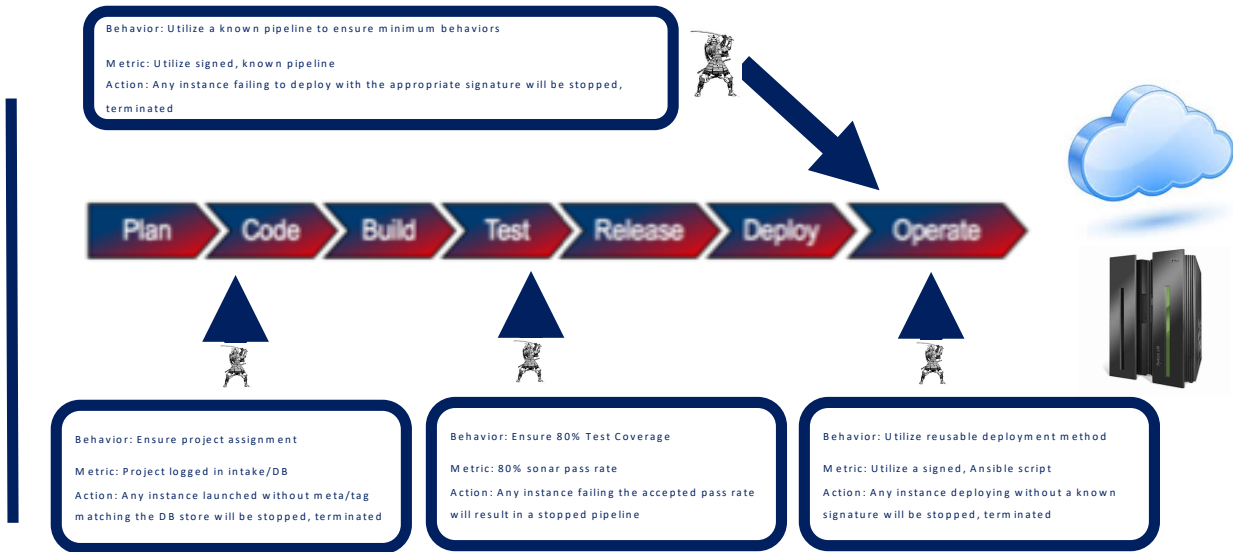 Behavior: Utilize a known pipeline to ensure minimum behaviors
Metric: Utilize signed, known pipeline
Action: Any instance failing to deploy with the appropriate signature will be stopped,
terminated
Plan
Code
Build
Test
Release
Deploy
Operate
Behavior: Ensure project assignment
Metric: Project logged in intake/DB
Action: Any instance launched without meta/tag
matching the DB store will be stopped, terminated
Behavior: Ensure 80% Test Coverage
Metric: 80% sonar pass rate
Action: Any instance failing the accepted pass rate
will result in a stopped pipeline
Behavior: Utilize reusable deployment method
Metric: Utilize a signed, Ansible script
Action: Any instance deploying without a known
signature will be stopped, terminated